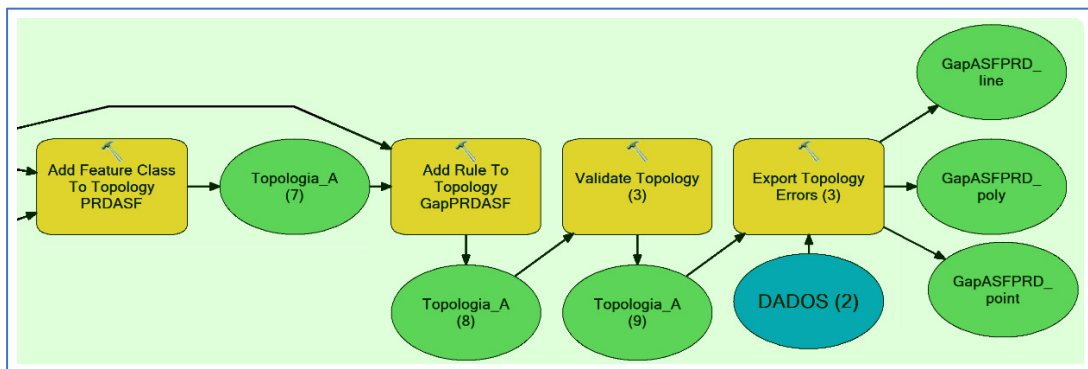 Add Feature Class
To Topology
PRDASF
Topologia_A
(7)
Add Rule To
Topology
GapPRDASF
Topologia_A
(8)
Validate Topology
(3)
Topologia_A
(9)
Export Topology
Errors (3)
DADOS (2)
GapASFPRD_
line
GapASFPRD_
poly
GapASFPRD_
point